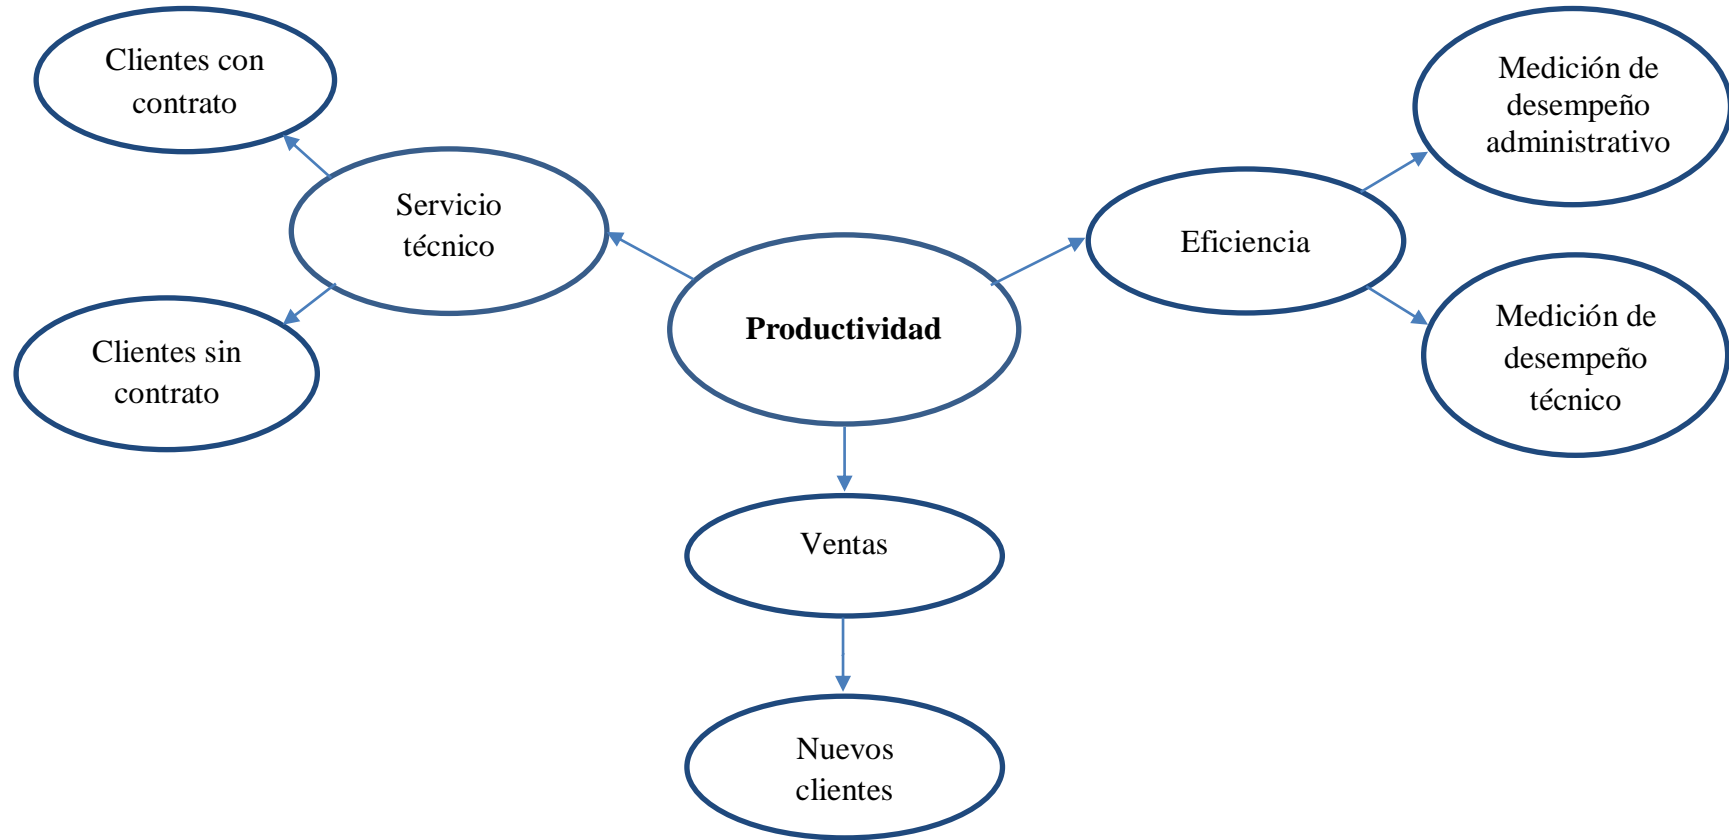 Clientes con
contrato
Servicio
técnico
Clientes sin
contrato
Productividad
Eficiencia
Medición de
desempeño
administrativo
Medición de
desempeño
técnico
Ventas
Nuevos
clientes